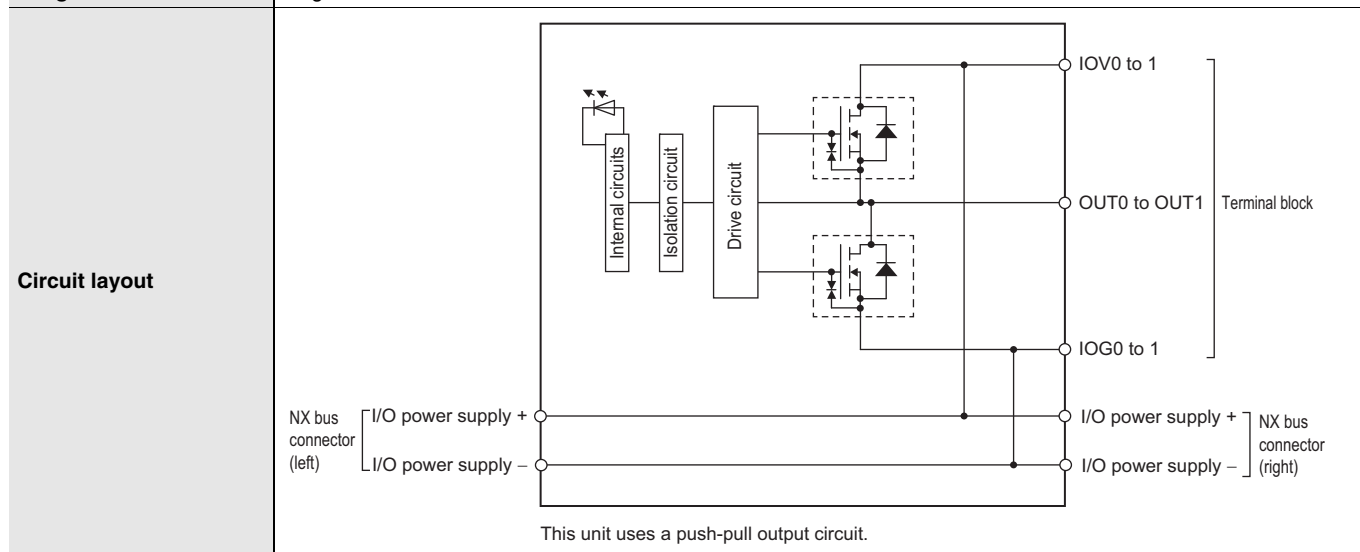 Circuit layout
Internal circuits
Isolation circuit
Drive circuit
IOV0 to 1
OUT0 to OUT1
Terminal block
IOG0 to 1
NX bus
connector
(left)
I/O power supply +
I/O power supply –
I/O power supply +
I/O power supply –
NX bus
connector
(right)
This unit uses a push-pull output circuit.